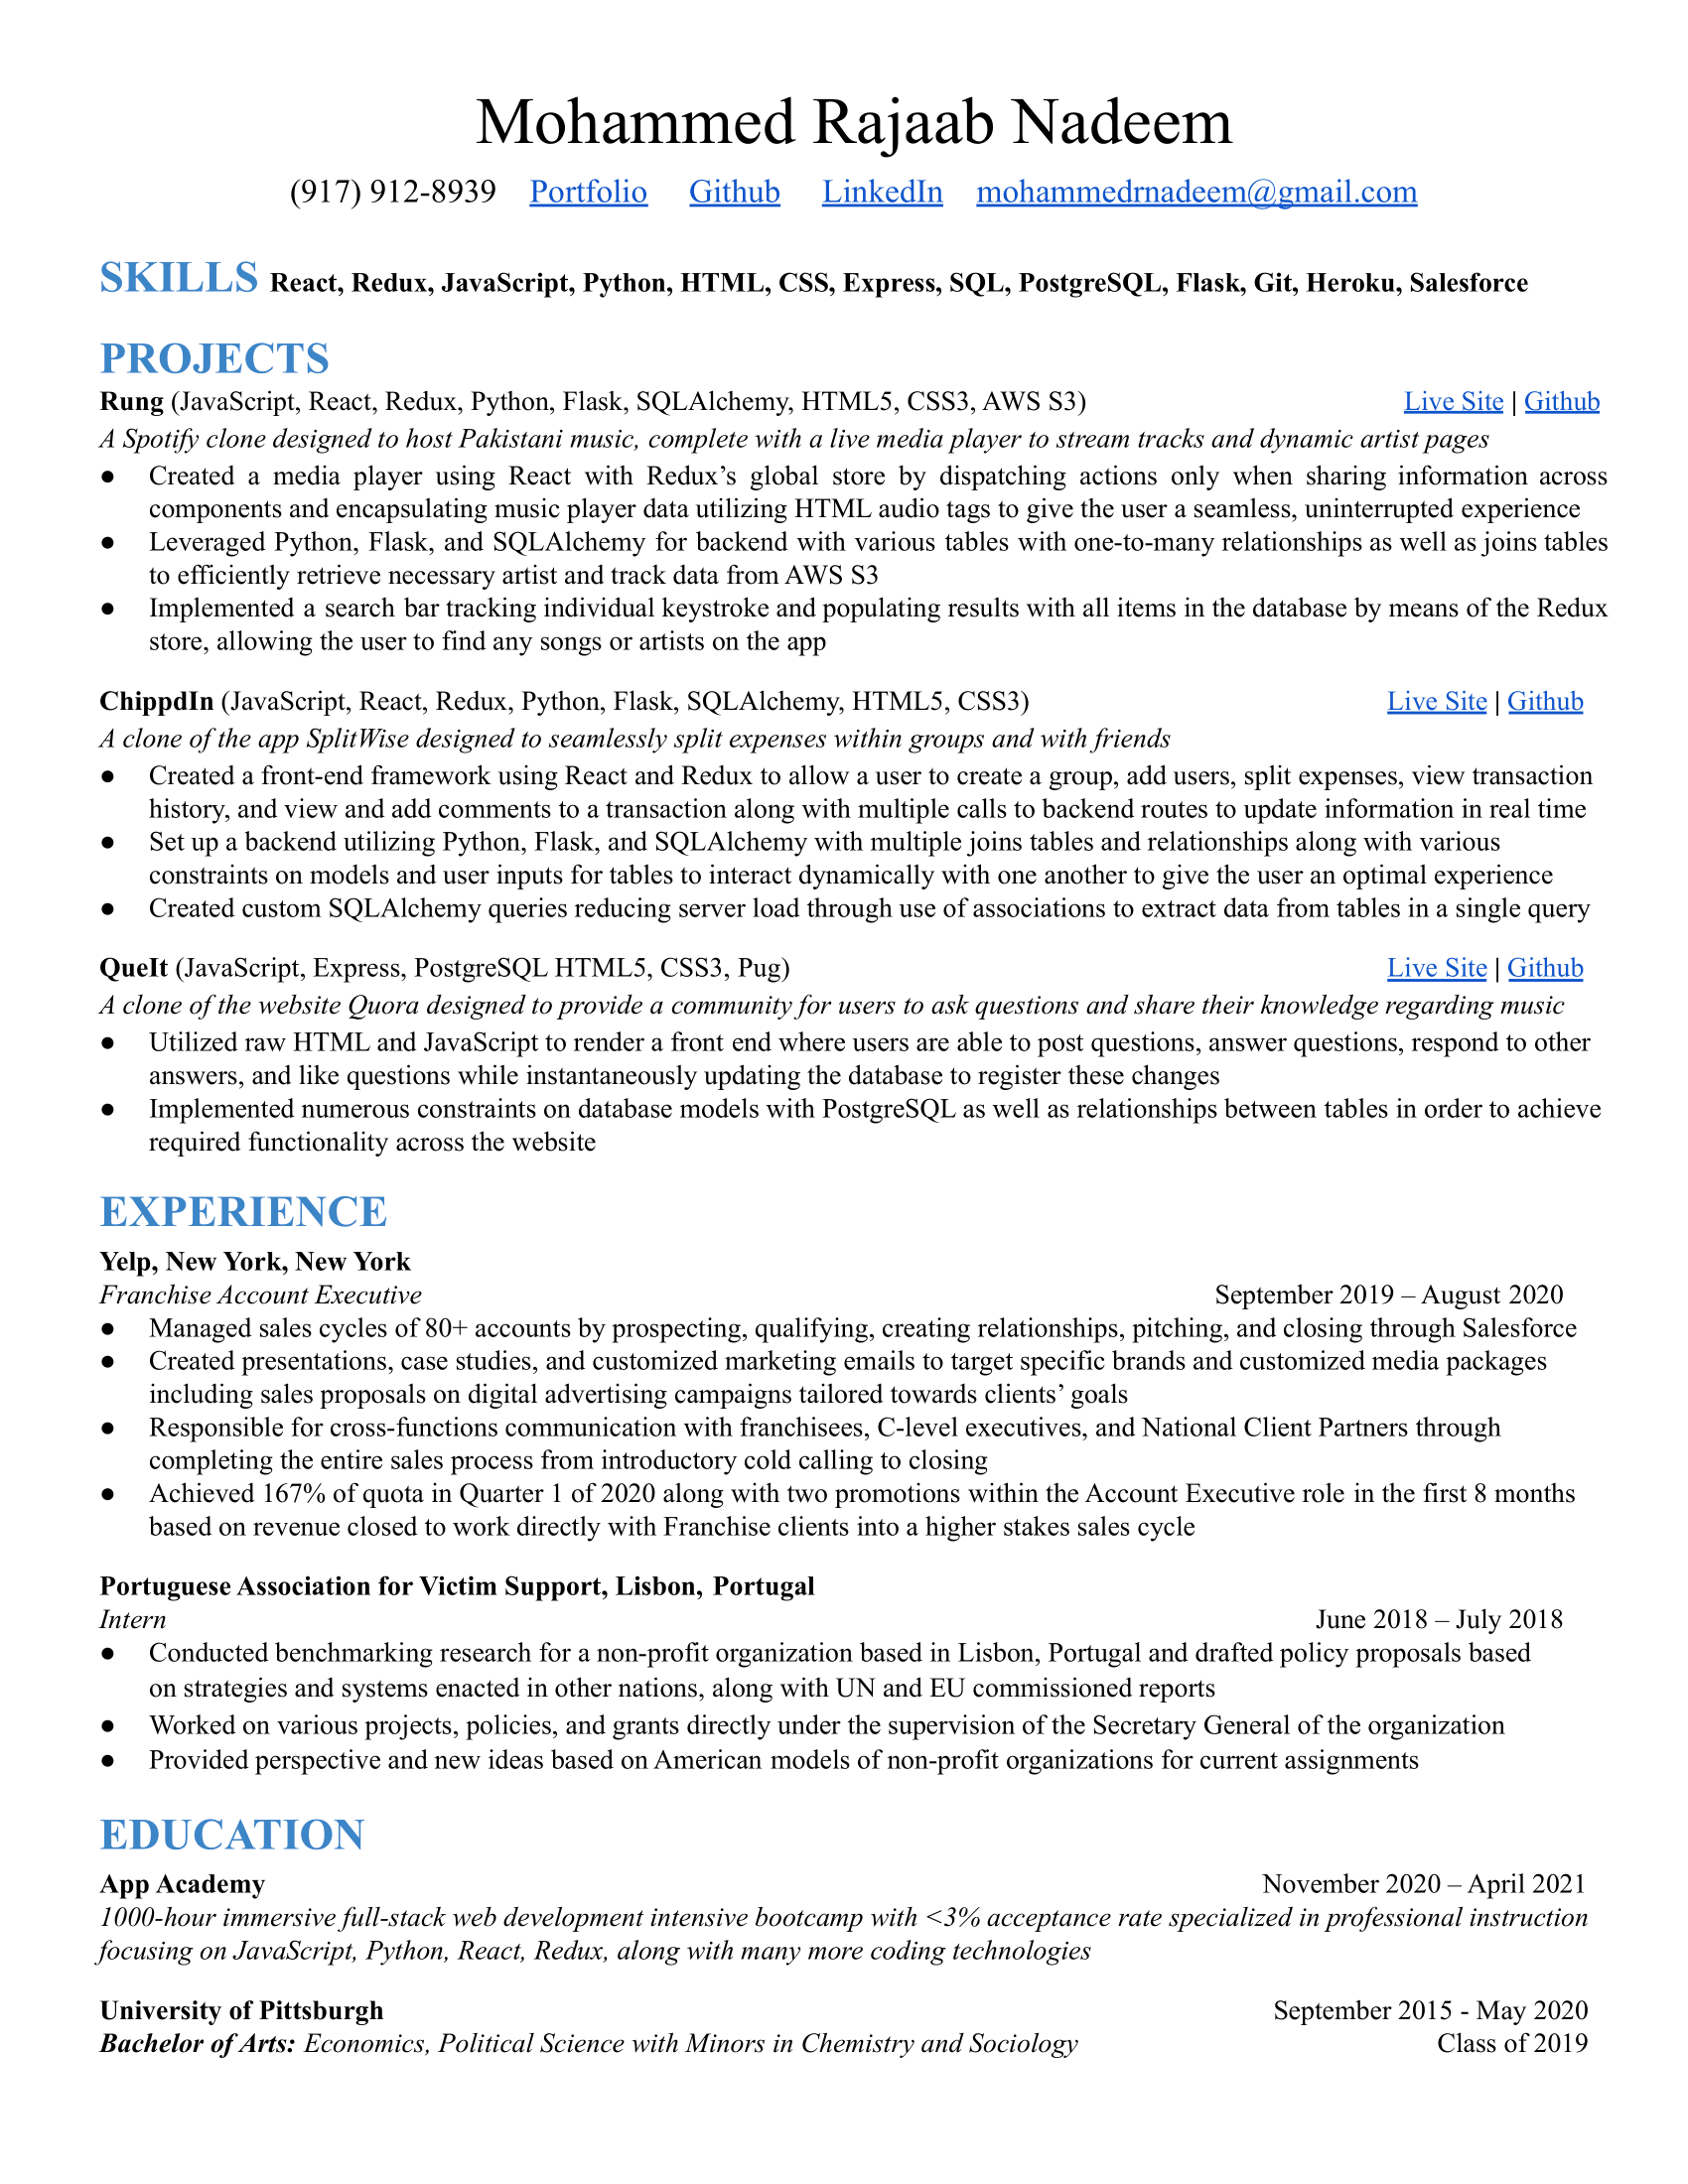 Mohammed Rajaab Nadeem
(917) 912-8939 Portfolio Github LinkedIn mohammedrnadeem@gmail.com
SKILLS React, Redux, JavaScript, Python, HTML, CSS, Express, SQL, PostgreSQL, Flask, Git, Heroku, Salesforce
PROJECTS
Rung (JavaScript, React, Redux, Python, Flask, SQLAlchemy, HTML5, CSS3, AWS S3) Live Site | Github
A Spotify clone designed to host Pakistani music, complete with a live media player to stream tracks and dynamic artist pages
● Created a media player using React with Redux’s global store by dispatching actions only when sharing information across
components and encapsulating music player data utilizing HTML audio tags to give the user a seamless, uninterrupted experience
● Leveraged Python, Flask, and SQLAlchemy for backend with various tables with one-to-many relationships as well as joins tables
to efficiently retrieve necessary artist and track data from AWS S3
● Implemented a search bar tracking individual keystroke and populating results with all items in the database by means of the Redux
store, allowing the user to find any songs or artists on the app
ChippdIn (JavaScript, React, Redux, Python, Flask, SQLAlchemy, HTML5, CSS3) Live Site | Github
A clone of the app SplitWise designed to seamlessly split expenses within groups and with friends
● Created a front-end framework using React and Redux to allow a user to create a group, add users, split expenses, view transaction
history, and view and add comments to a transaction along with multiple calls to backend routes to update information in real time
● Set up a backend utilizing Python, Flask, and SQLAlchemy with multiple joins tables and relationships along with various
constraints on models and user inputs for tables to interact dynamically with one another to give the user an optimal experience
● Created custom SQLAlchemy queries reducing server load through use of associations to extract data from tables in a single query
QueIt (JavaScript, Express, PostgreSQL HTML5, CSS3, Pug) Live Site | Github
A clone of the website Quora designed to provide a community for users to ask questions and share their knowledge regarding music
● Utilized raw HTML and JavaScript to render a front end where users are able to post questions, answer questions, respond to other
answers, and like questions while instantaneously updating the database to register these changes
● Implemented numerous constraints on database models with PostgreSQL as well as relationships between tables in order to achieve
required functionality across the website
EXPERIENCE
Yelp, New York, New York
Franchise Account Executive September 2019 – August 2020
● Managed sales cycles of 80+ accounts by prospecting, qualifying, creating relationships, pitching, and closing through Salesforce
● Created presentations, case studies, and customized marketing emails to target specific brands and customized media packages
including sales proposals on digital advertising campaigns tailored towards clients’ goals
● Responsible for cross-functions communication with franchisees, C-level executives, and National Client Partners through
completing the entire sales process from introductory cold calling to closing
● Achieved 167% of quota in Quarter 1 of 2020 along with two promotions within the Account Executive role in the first 8 months
based on revenue closed to work directly with Franchise clients into a higher stakes sales cycle
Portuguese Association for Victim Support, Lisbon, Portugal
Intern June 2018 – July 2018
● Conducted benchmarking research for a non-profit organization based in Lisbon, Portugal and drafted policy proposals based
on strategies and systems enacted in other nations, along with UN and EU commissioned reports
● Worked on various projects, policies, and grants directly under the supervision of the Secretary General of the organization
● Provided perspective and new ideas based on American models of non-profit organizations for current assignments
EDUCATION
App Academy November 2020 – April 2021
1000-hour immersive full-stack web development intensive bootcamp with <3% acceptance rate specialized in professional instruction
focusing on JavaScript, Python, React, Redux, along with many more coding technologies
University of Pittsburgh September 2015 - May 2020
Bachelor of Arts: Economics, Political Science with Minors in Chemistry and Sociology Class of 2019